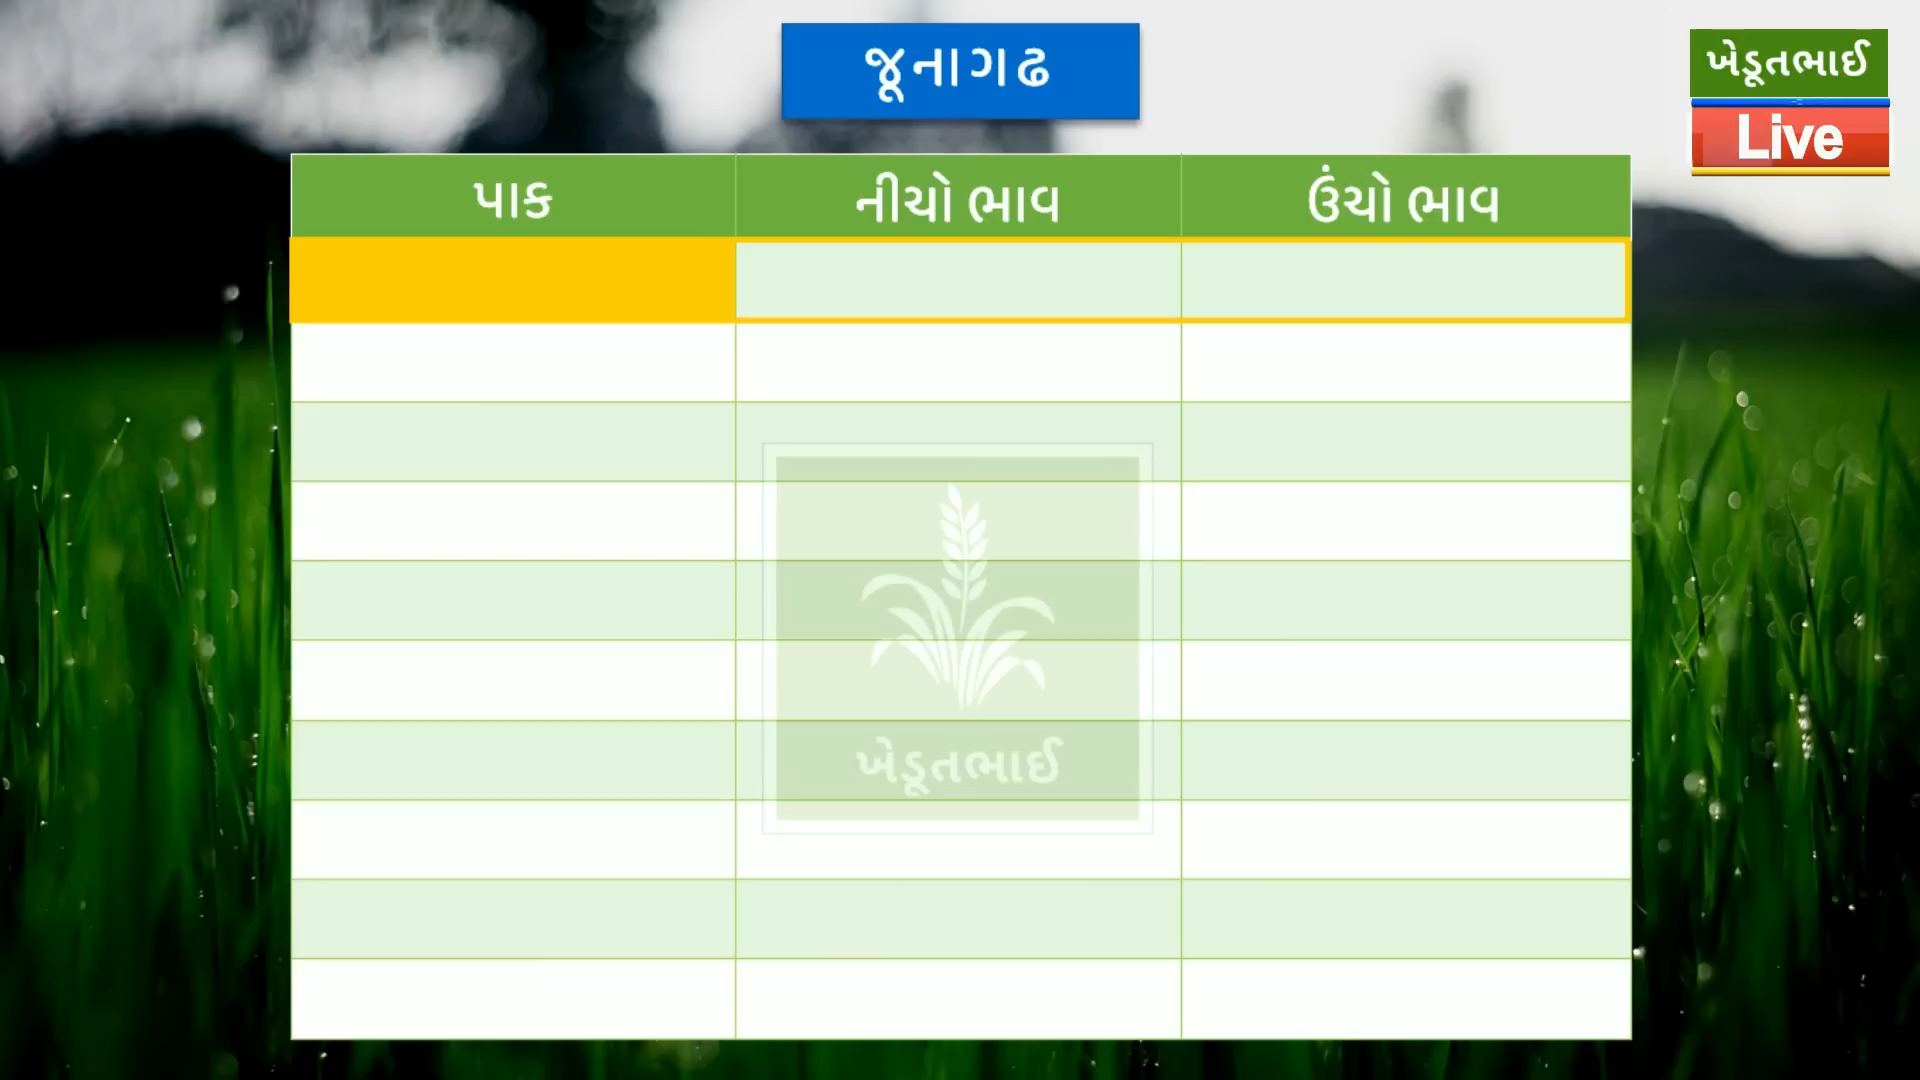 જૂનાગઢ
ખેડૂતભાઈ
Live
પાક નીચો ભાવ ઉંચો ભાવ
ખેડૂતભાઈ